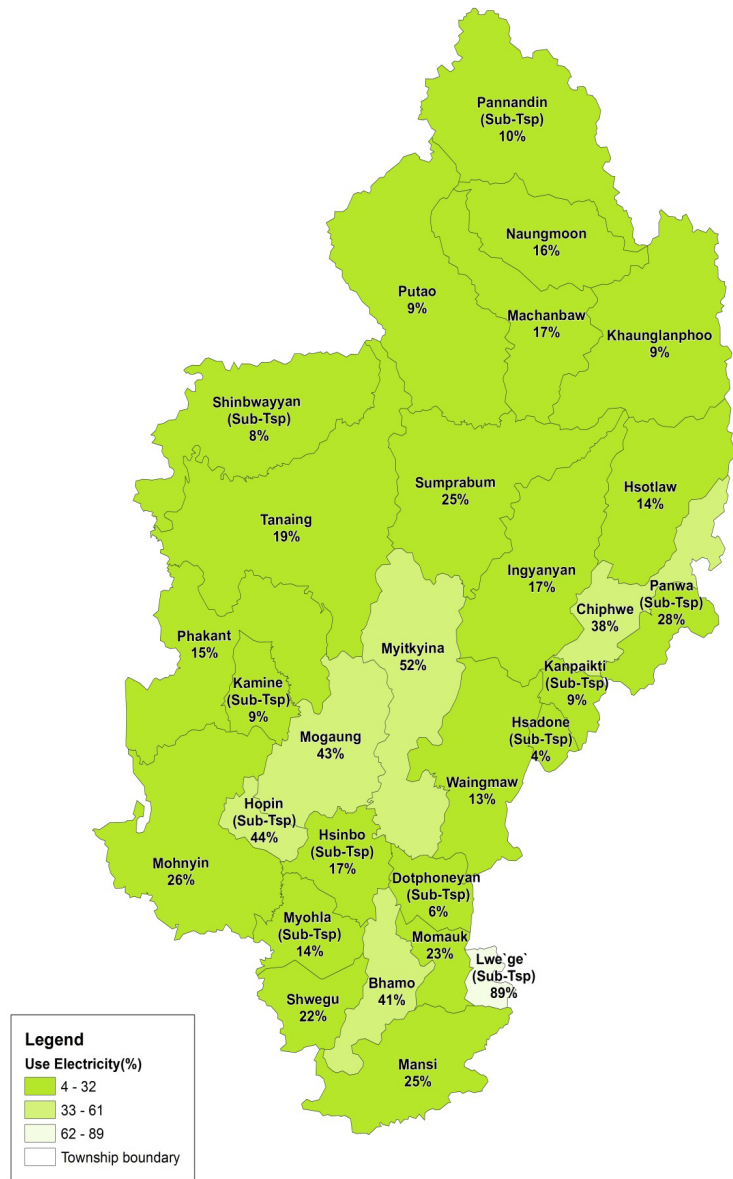 Pannandin
(Sub-Tsp)
10%
Naungmoon
16%
Putao
9%
Machanbaw
17%
Khaunglanphoo
9%
Shinbwayyan
(Sub-Tsp)
8%
Sumprabum
25%
Hsotlaw
14%
Tanaing
19%
Ingyanyan
17%
Panwa
(Sub-Tsp)
28%
Chiphwe
38%
Phakant
15%
Myitkyina
52%
Kanpaikti
(Sub-Tsp)
9%
Kamine
(Sub-Tsp)
9%
Hsadone
(Sub-Tsp)
4%
Mogaung
43%
Waingmaw
13%
Hopin
(Sub-Tsp)
44%
Hsinbo
(Sub-Tsp)
17%
Mohnyin
26%
Dotphoneyan
(Sub-Tsp)
6%
Myohla
(Sub-Tsp)
14%
Momauk
23%
Lwe`ge`
(Sub-Tsp)
89%
Bhamo
41%
Shwegu
22%
Mansi
25%
Legend
Use Electricity(%)
4 - 32
33 - 61
62 - 89
Township boundary